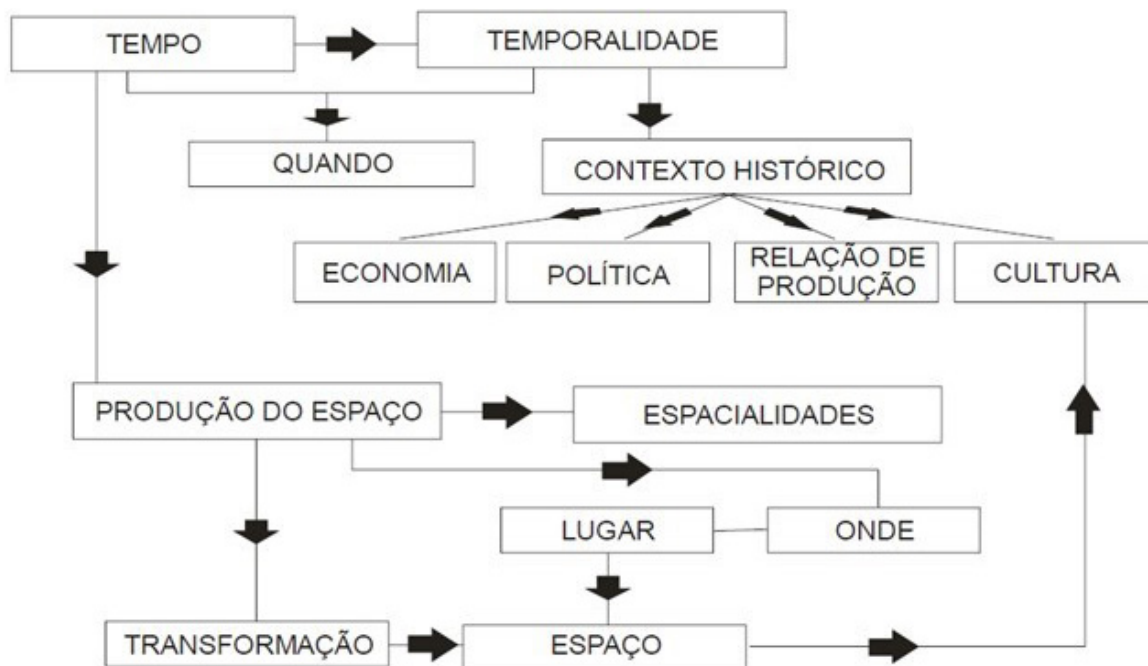 TEMPO
TEMPORALIDADE
QUANDO
CONTEXTO HISTÓRICO
ECONOMIA
POLÍTICA
RELAÇÃO DE
PRODUÇÃO
CULTURA
PRODUÇÃO DO ESPAÇO
ESPACIALIDADES
LUGAR
ONDE
TRANSFORMAÇÃO
ESPAÇO